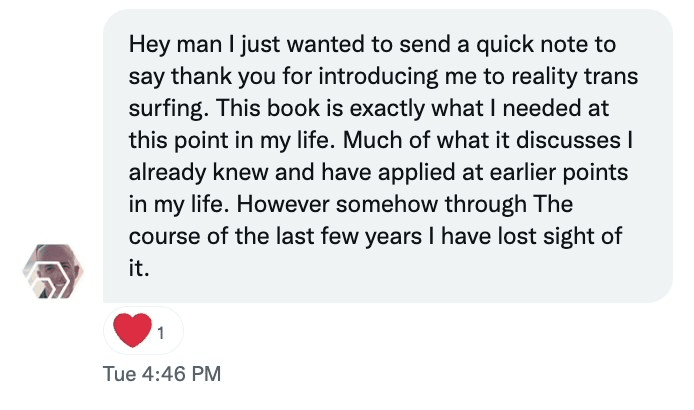 Hey man I just wanted to send a quick note to
say thank you for introducing me to reality trans
surfing. This book is exactly what I needed at
this point in my life. Much of what it discusses I
already knew and have applied at earlier points
in my life. However somehow through The
course of the last few years I have lost sight of
it.
1
Tue 4:46 PM